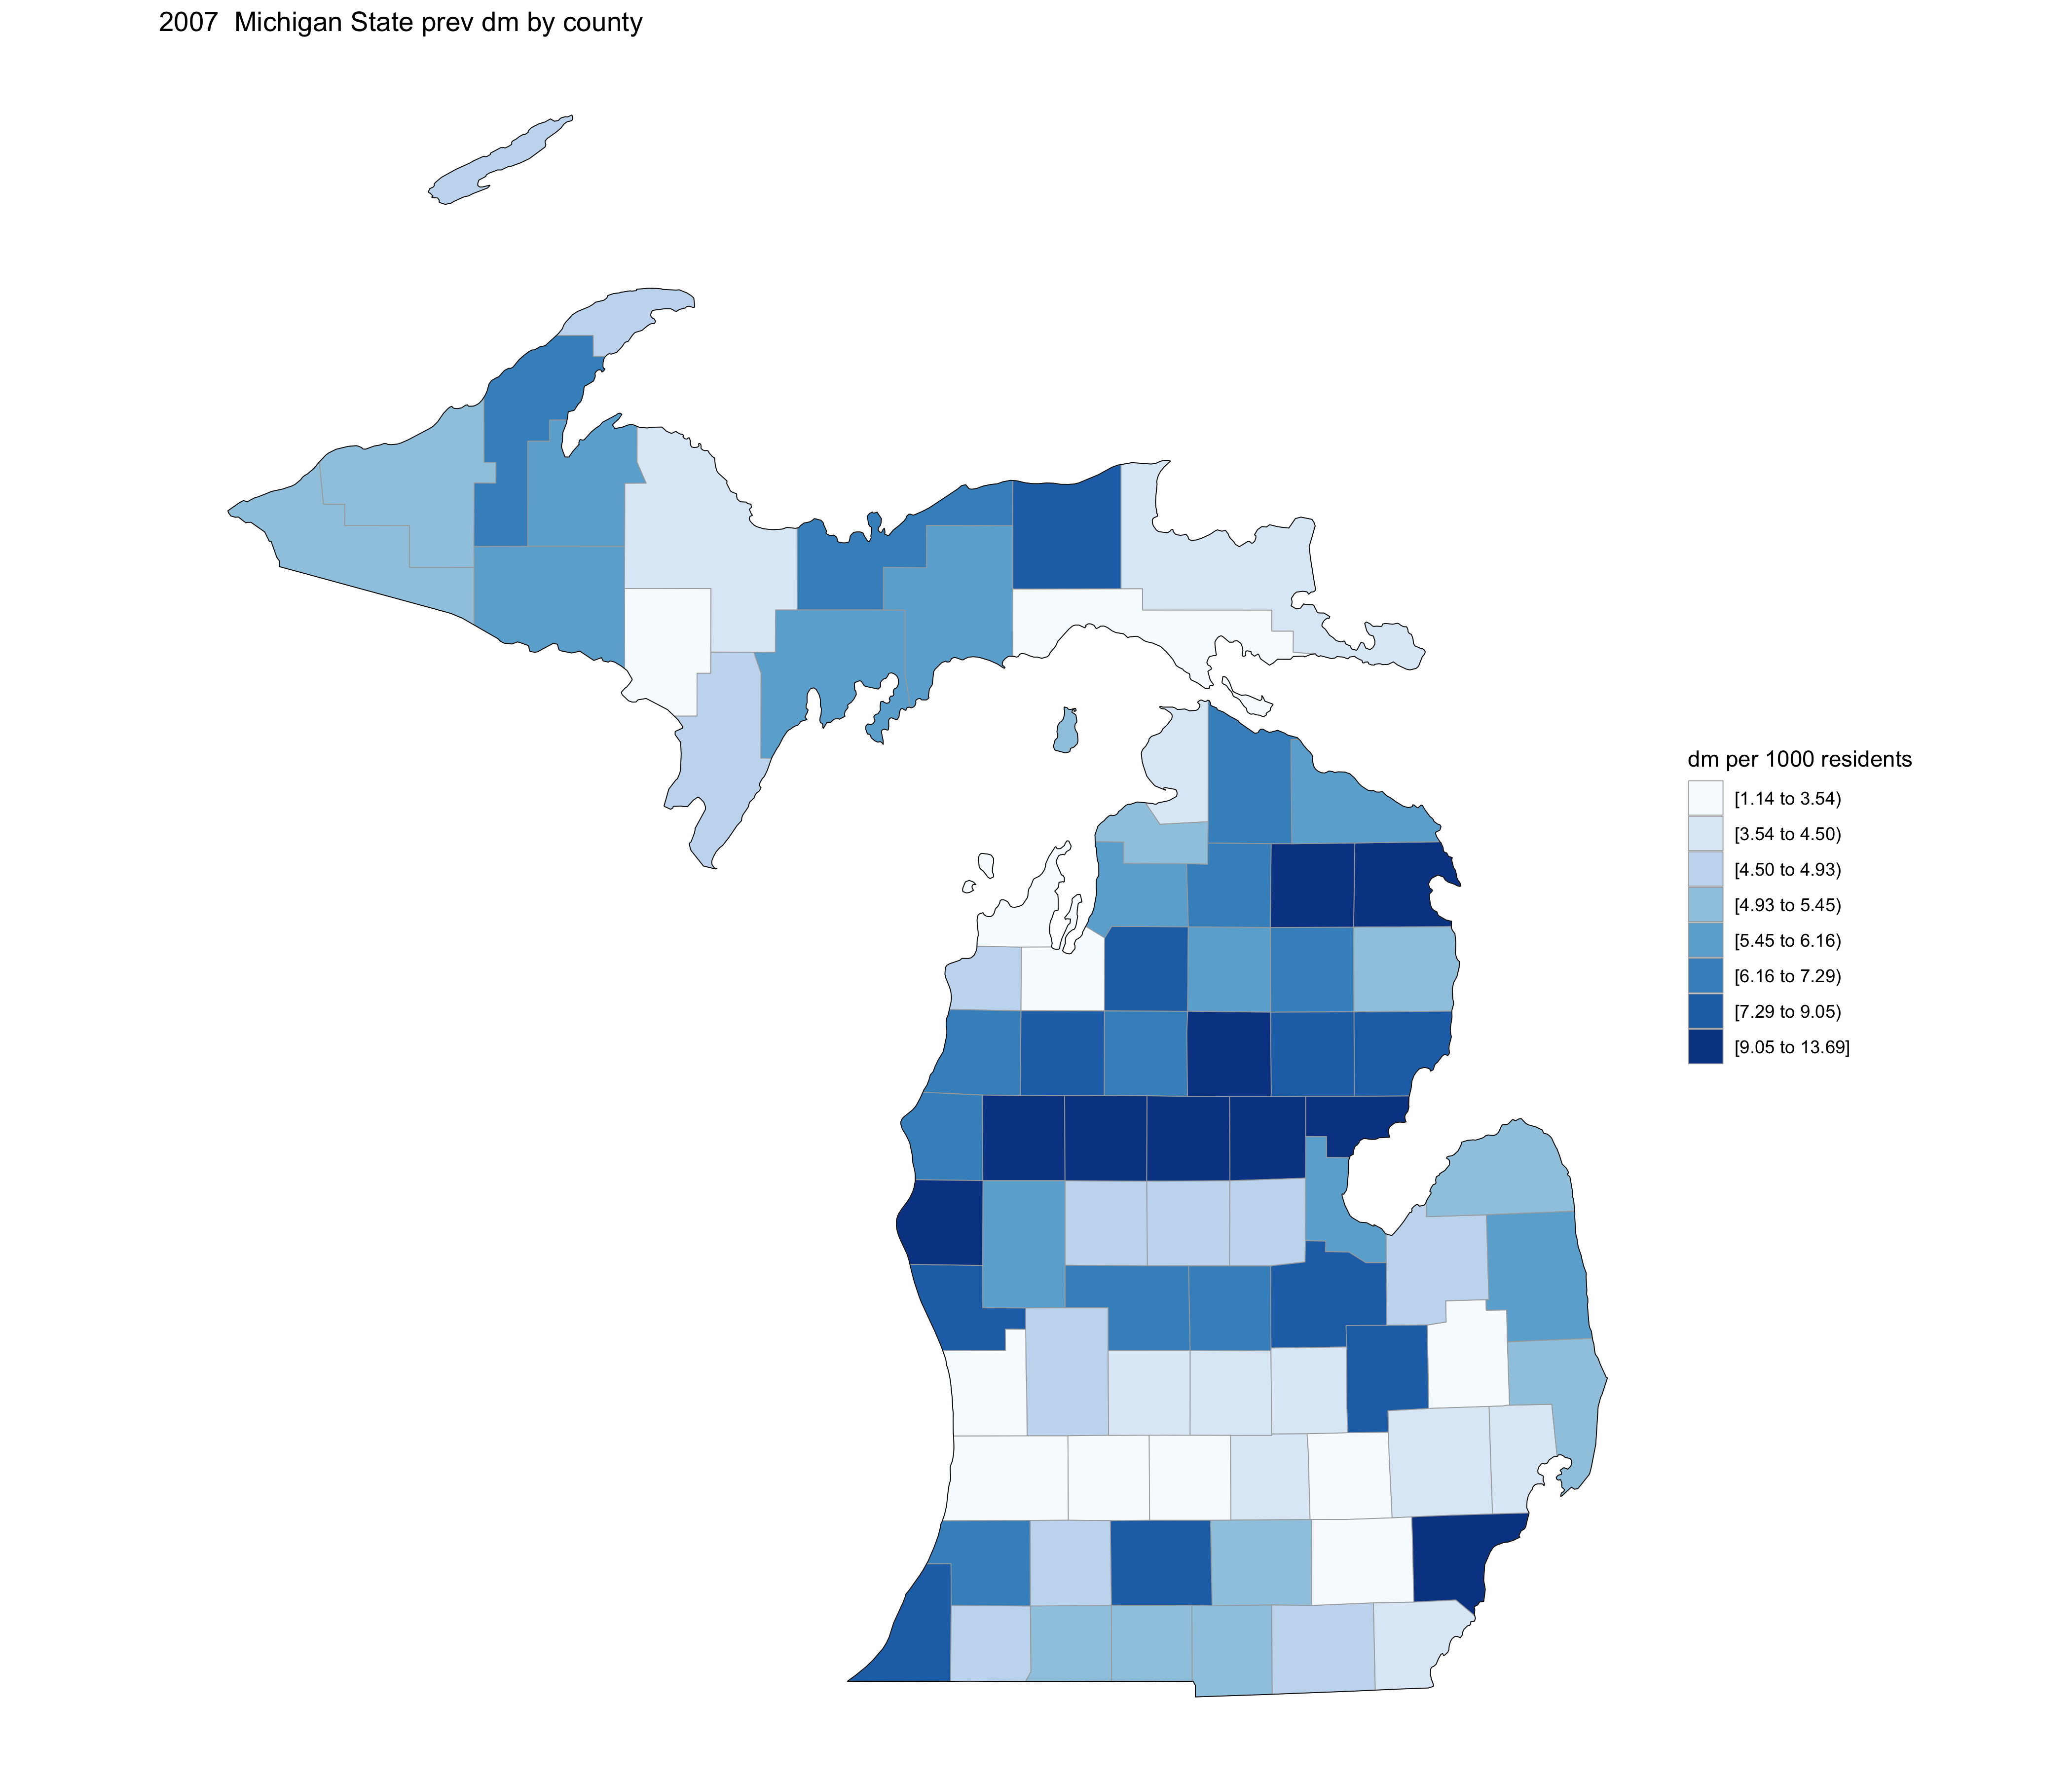 2007  Michigan State prev dm by county
dm per 1000 residents
[1.14 to 3.54)
[3.54 to 4.50)
[4.50 to 4.93)
[4.93 to 5.45)
[5.45 to 6.16)
[6.16 to 7.29)
[7.29 to 9.05)
[9.05 to 13.69]